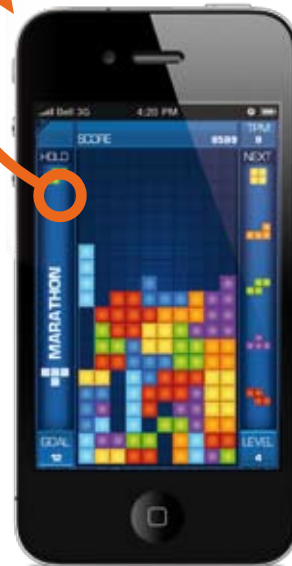 Bell 3G 4:20 PM
SCORE 8589 TPM
8
HOLD NEXT
MARATHON
GOAL LEVEL
12 4